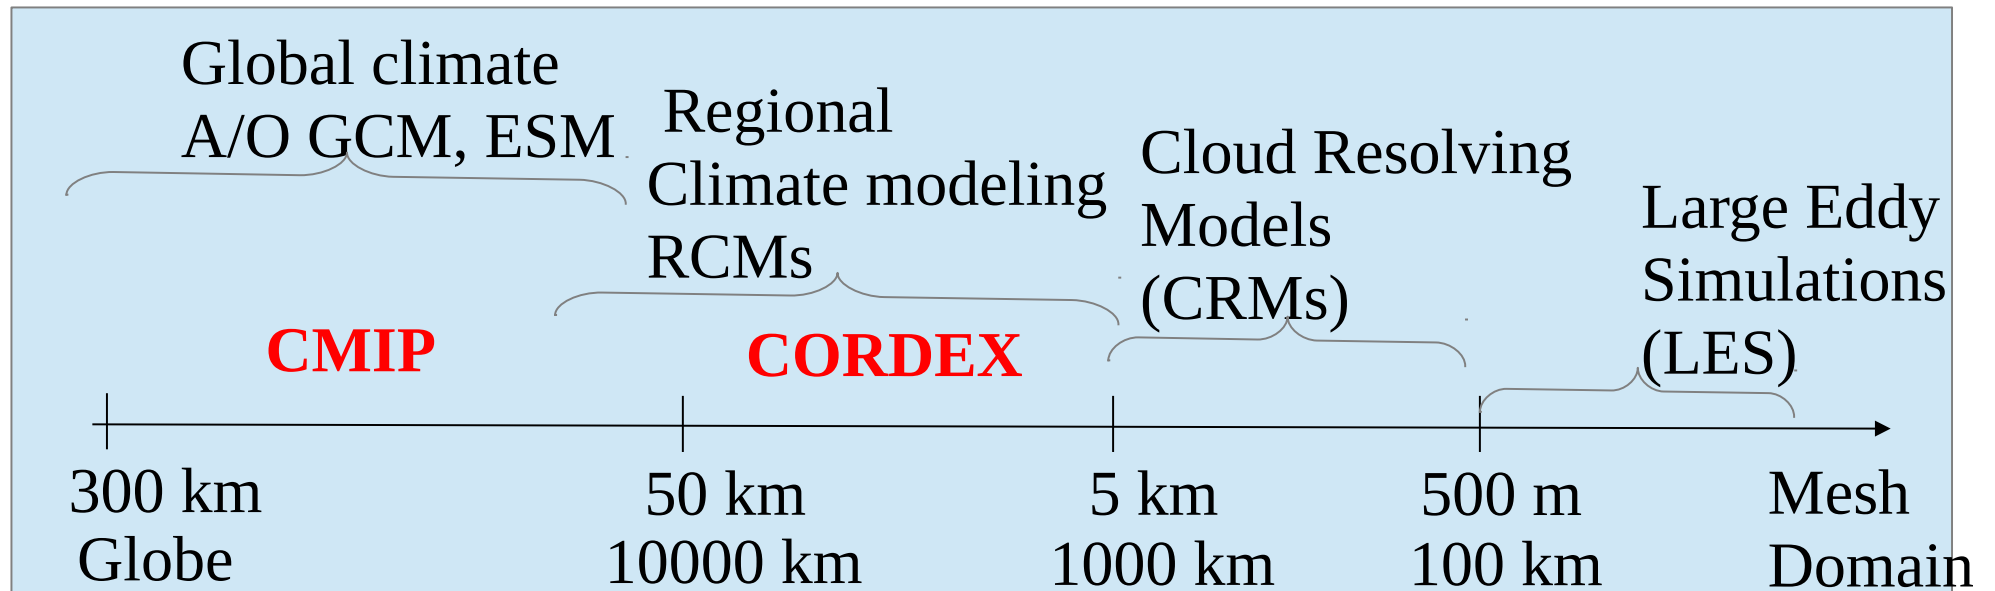 Global climate
A/O GCM, ESM
Regional
Climate modeling
RCMs
Cloud Resolving
Models
(CRMs)
Large Eddy
Simulations
(LES)
CMIP
CORDEX
300 km
50 km
5 km
500 m
Mesh
Globe
10000 km
1000 km
100 km
Domain